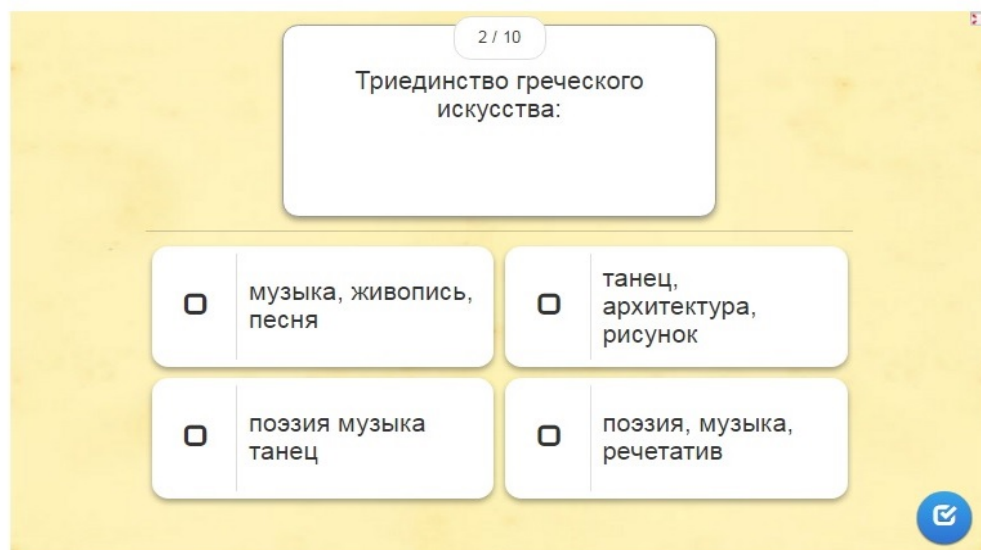 2 / 10
Триединство греческого
искусства:
музыка, живопись,
песня
танец,
архитектура,
рисунок
поэзия музыка
танец
поэзия, музыка,
речетатив